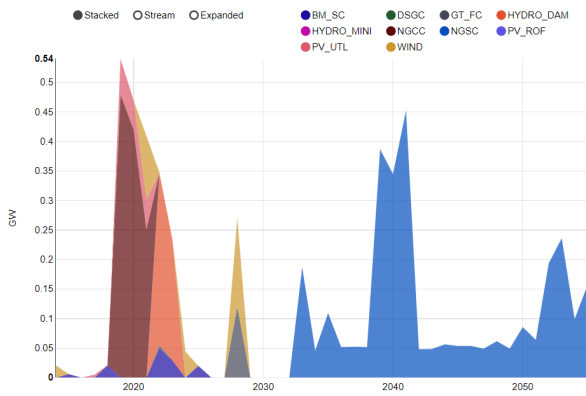 Stacked Stream Expanded
BM_SC DSGC GT_FC HYDRO_DAM
HYDRO_MINI NGCC NGSC PV_ROF
PV_UTL WIND
0.54
0.5
0.45
0.4
0.35
0.3
0.25
0.2
0.15
0.1
0.05
0
GW
2020 2030 2040 2050